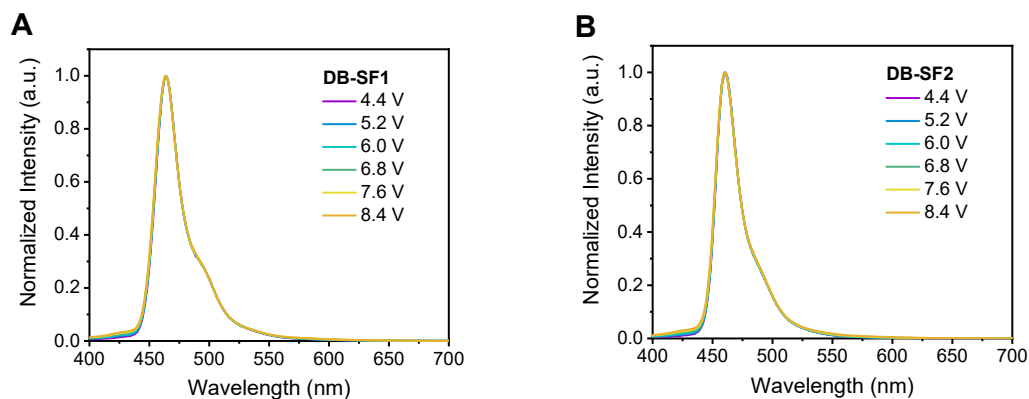 A
Normalized Intensity (a.u.)
1.0
0.8
0.6
0.4
0.2
0.0
DB-SF1
4.4 V
5.2 V
6.0 V
6.8 V
7.6 V
8.4 V
400 450 500 550 600 650 700
Wavelength (nm)
B
Normalized Intensity (a.u.)
1.0
0.8
0.6
0.4
0.2
0.0
DB-SF2
4.4 V
5.2 V
6.0 V
6.8 V
7.6 V
8.4 V
400 450 500 550 600 650 700
Wavelength (nm)